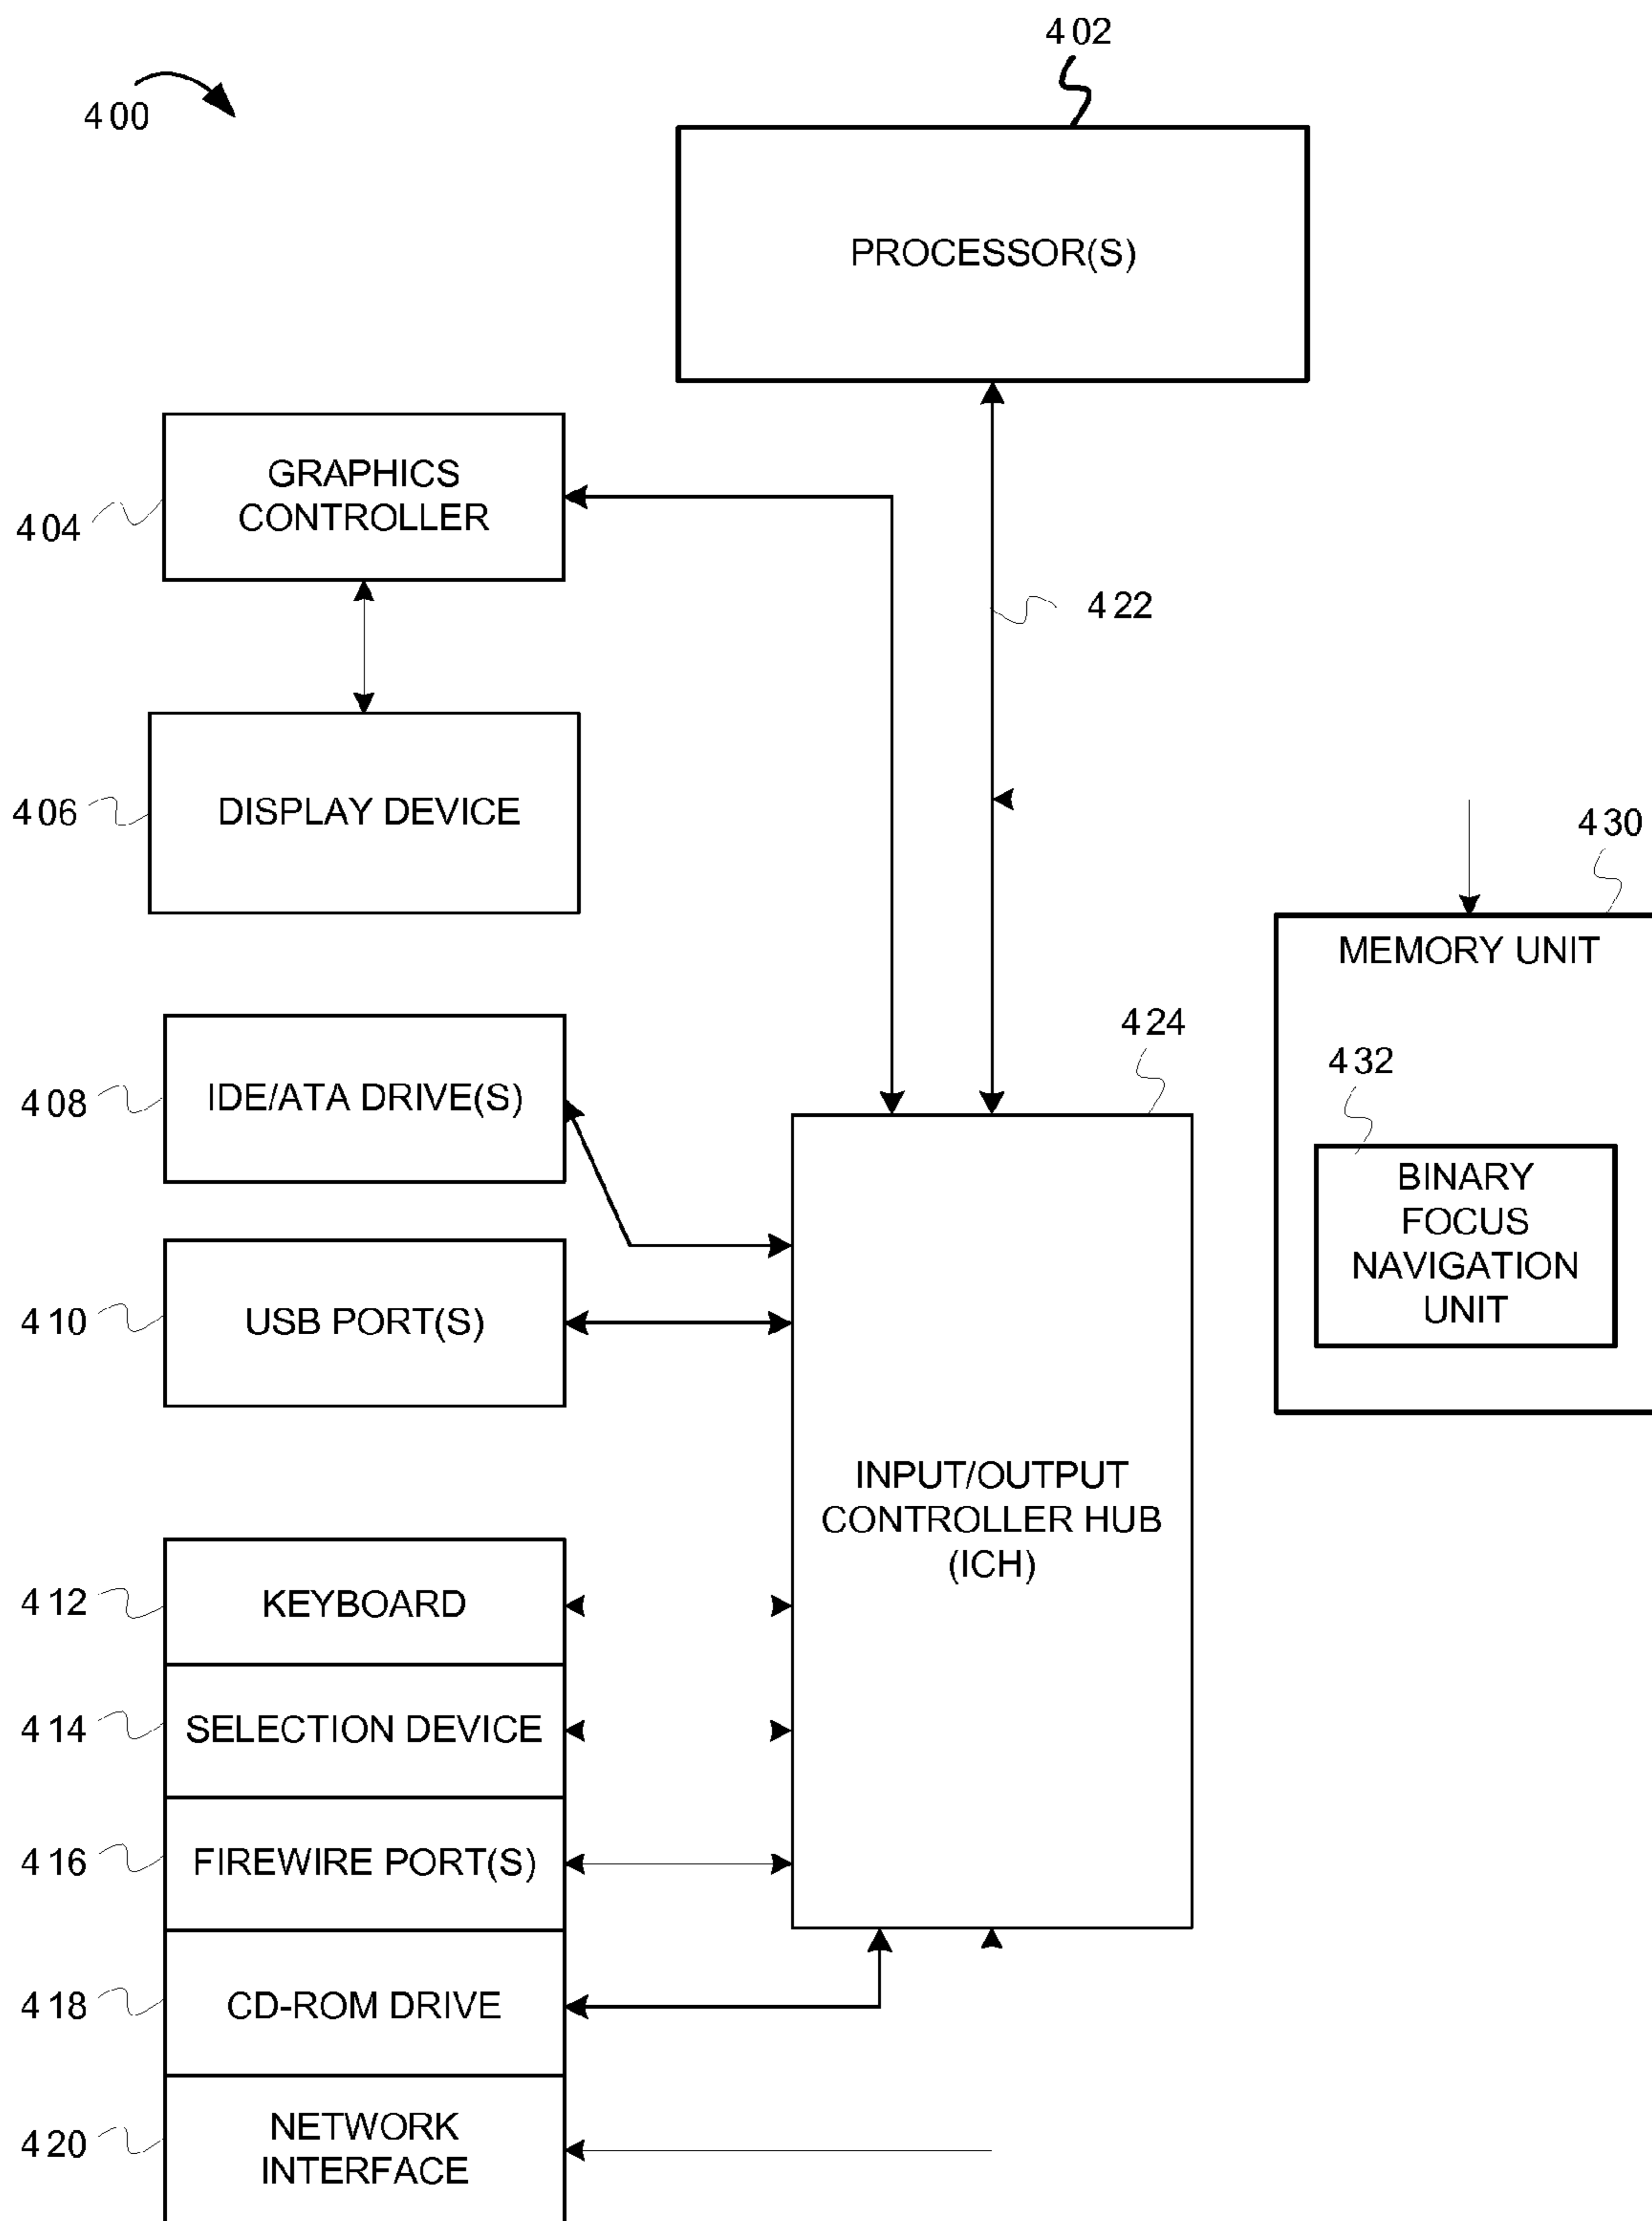 402
400
PROCESSOR(S)
GRAPHICS
CONTROLLER
404
422
406
DISPLAY DEVICE
430
MEMORY UNIT
424
432
408
IDE/ATA DRIVE(S)
BINARY
FOCUS
NAVIGATION
UNIT
410
USB PORT(S)
INPUT/OUTPUT
CONTROLLER HUB
(ICH)
412
KEYBOARD
414
SELECTION DEVICE
416
FIREWIRE PORT(S)
418
CD-ROM DRIVE
420
NETWORK
INTERFACE